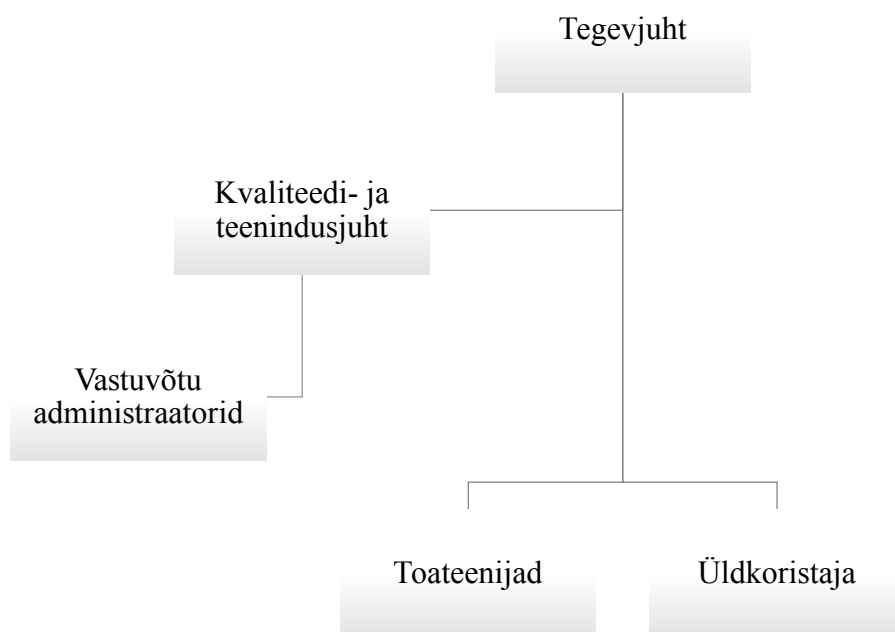 Tegevjuht
Kvaliteedi- ja
teenindusjuht
Vastuvõtu
administraatorid
Toateenijad
Üldkoristaja